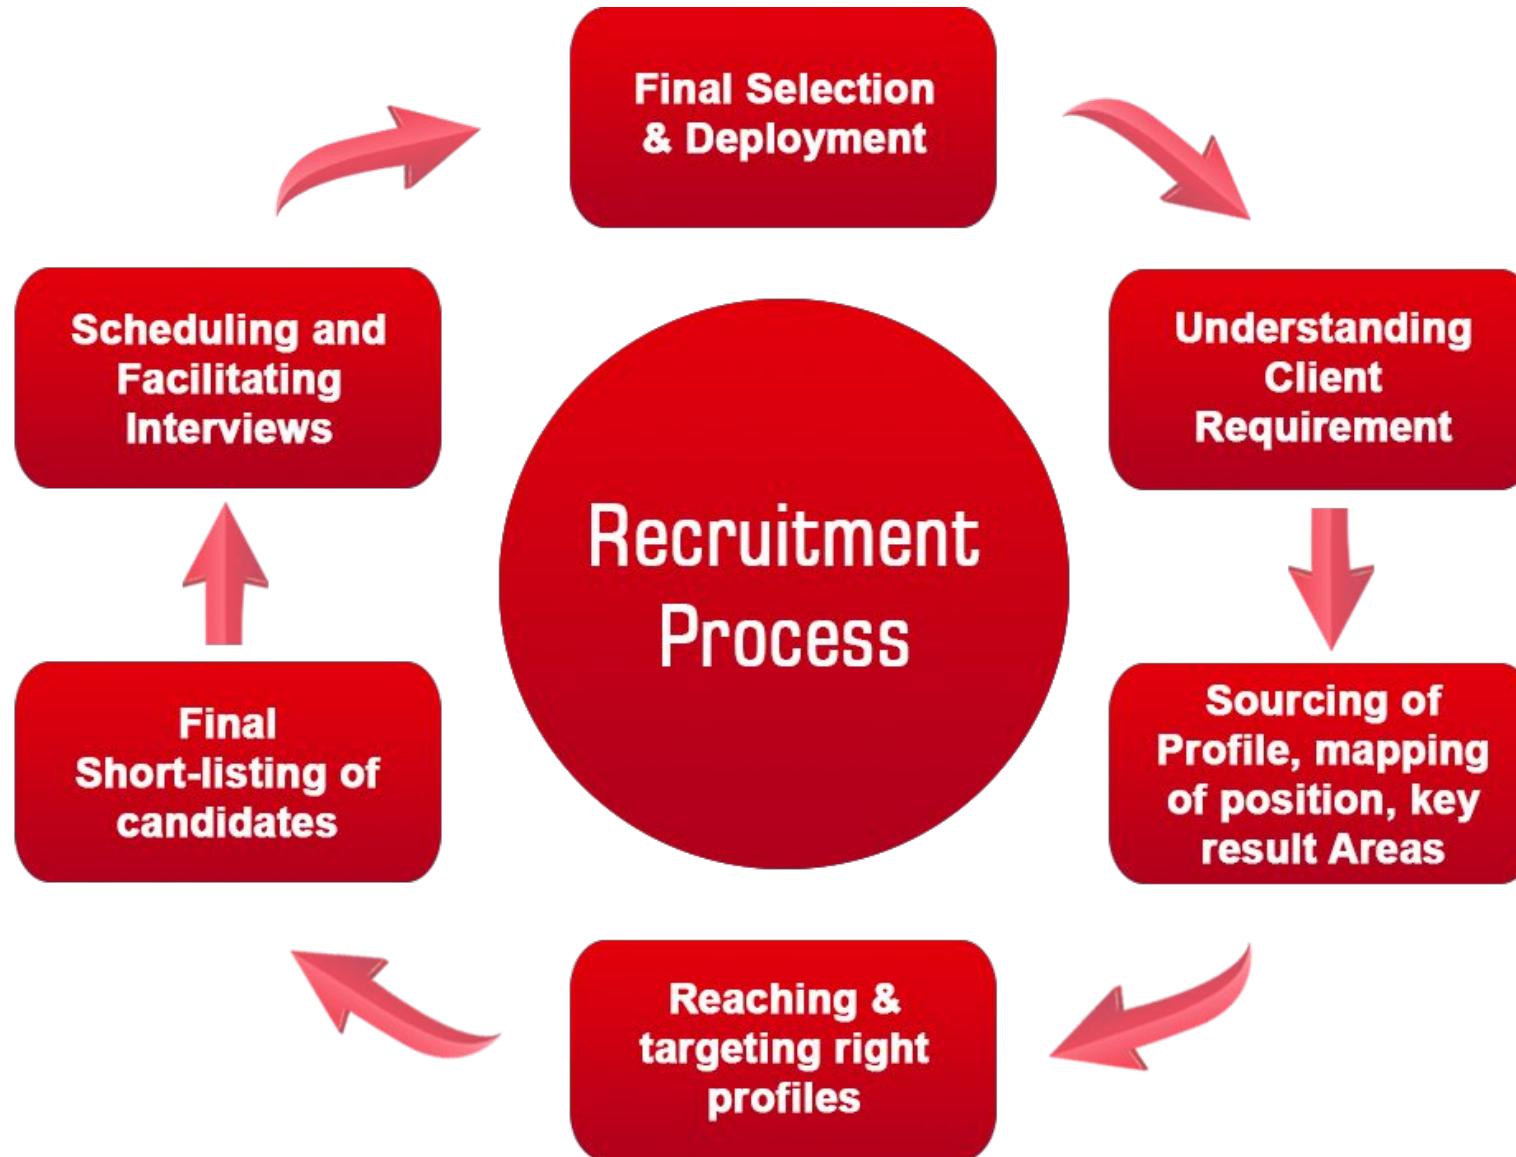 Final Selection
& Deployment
Understanding
Client
Requirement
Sourcing of
Profile, mapping
of position, key
result Areas
Reaching &
targeting right
profiles
Final
Short-listing of
candidates
Scheduling and
Facilitating
Interviews
Recruitment
Process